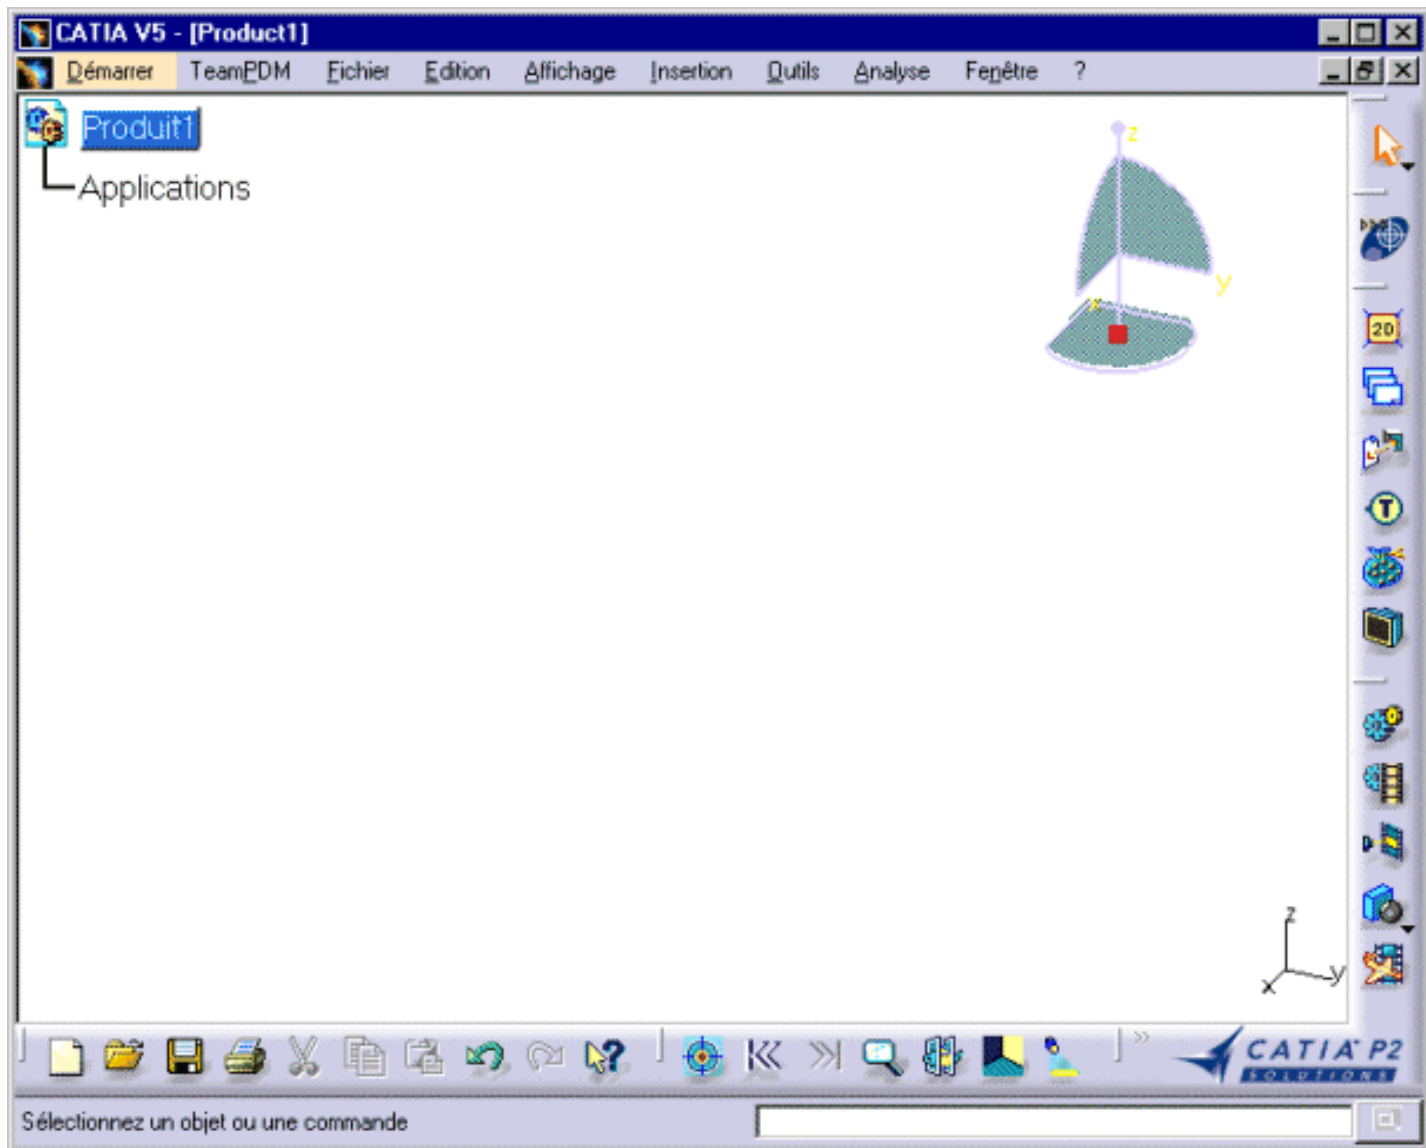 CATIA V5 - [Product1]
Démarrer TeamPDM Fichier Edition Affichage Insertion Outils Analyse Fenêtre ?
Produit1
Applications
z
y
x
2D
T
z
y
x
CATIA P2
SOLUTIONS
Sélectionnez un objet ou une commande